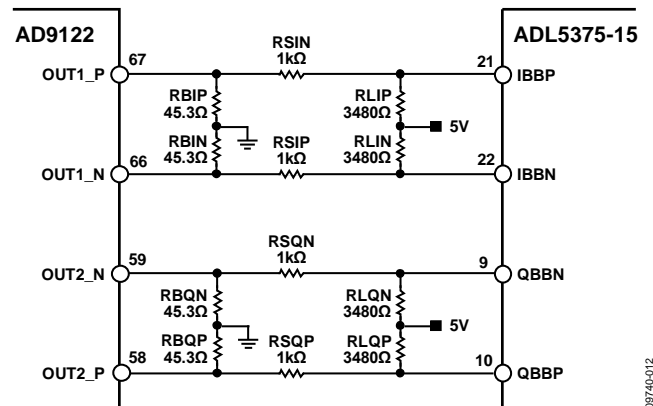 AD9122
ADL5375-15
OUT1_P
67
RSIN
1kΩ
21
IBBP
RBIP
45.3Ω
RLIP
3480Ω
5V
RBIN
45.3Ω
RSIP
1kΩ
RLIN
3480Ω
OUT1_N
66
22
IBBN
OUT2_N
59
RSQN
1kΩ
9
QBBN
RBQN
45.3Ω
RLQN
3480Ω
5V
RBQP
45.3Ω
RSQP
1kΩ
RLQP
3480Ω
OUT2_P
58
10
QBBP
09740-012